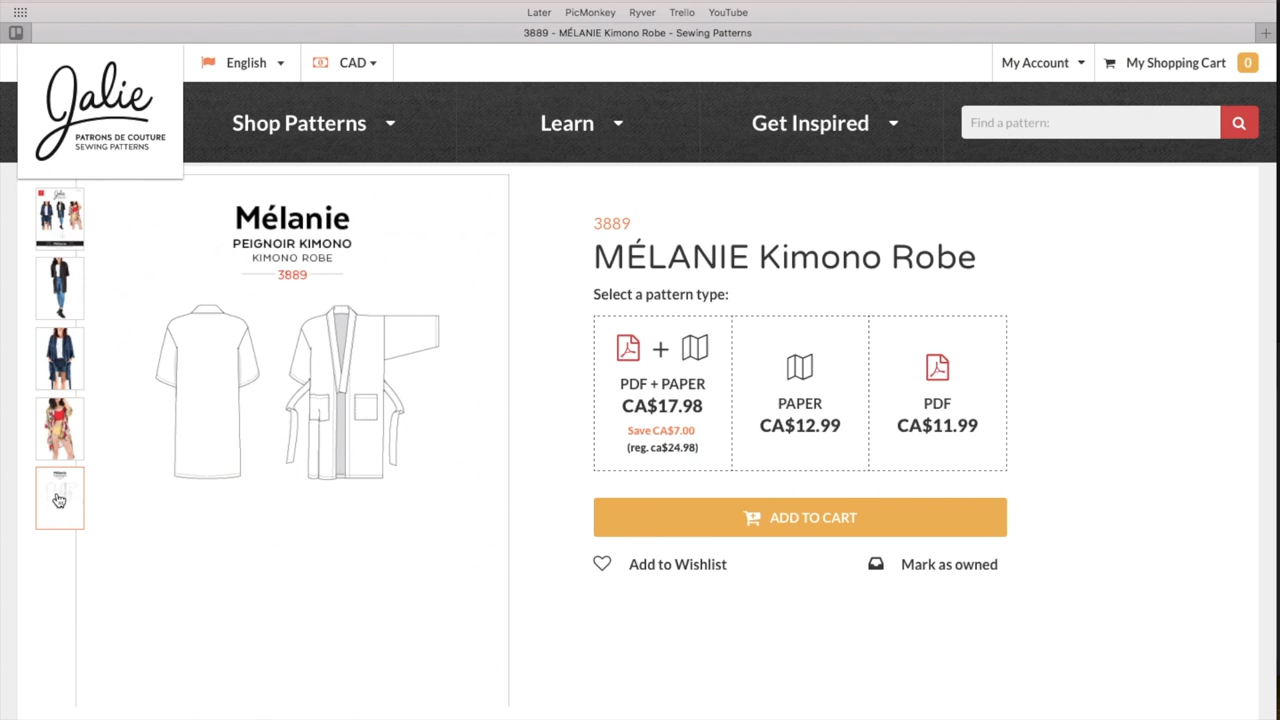 Later PicMonkey Ryver Trello YouTube
3889 - MÉLANIE Kimono Robe - Sewing Patterns
English CAD My Account My Shopping Cart 0
Jalie
PATRONS DE COUTURE
SEWING PATTERNS
Shop Patterns Learn Get Inspired Find a pattern:
Mélanie
PEIGNOIR KIMONO
KIMONO ROBE
3889
3889
MÉLANIE Kimono Robe
Select a pattern type:
PDF + PAPER
CA$17.98
Save CA$7.00
(reg. ca$24.98)
PAPER
CA$12.99
PDF
CA$11.99
ADD TO CART
Add to Wishlist Mark as owned
Jalie
Mélanie